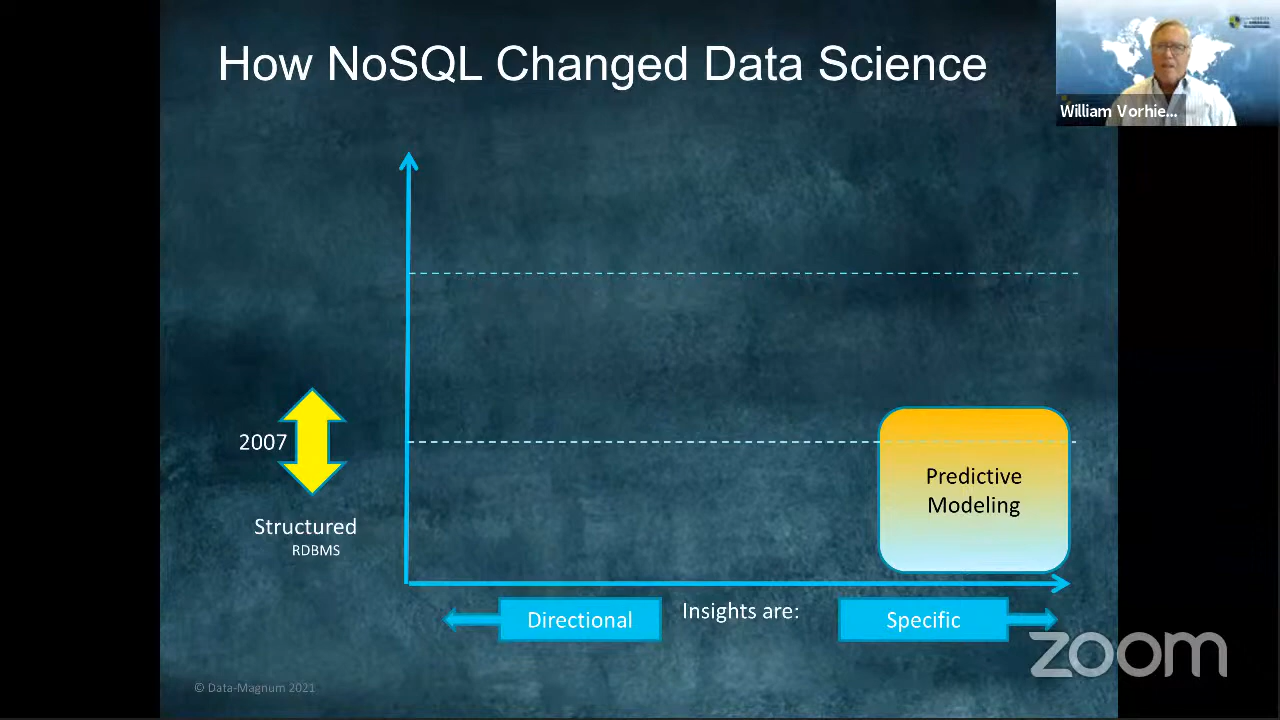 How NoSQL Changed Data Science
William Vorhie...
2007
Predictive
Modeling
Structured
RDBMS
Directional
Insights are:
Specific
zoom
© Data-Magnum 2021